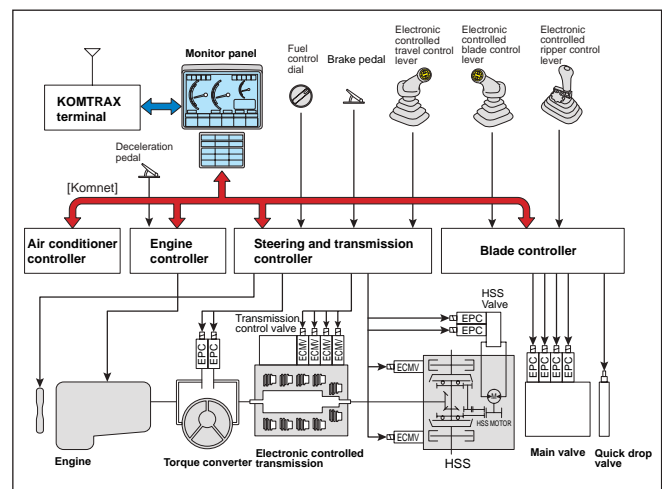 Monitor panel
Fuel
control
dial
Brake pedal
Electronic
controlled
travel control
lever
Electronic
controlled
blade control
lever
Electronic
controlled
ripper control
lever
KOMTRAX
terminal
Deceleration
pedal
[Komnet]
Air conditioner
controller
Engine
controller
Steering and transmission
controller
Blade controller
Transmission
control valve
HSS
Valve
EPC
EPC
EPC
EPC
ECMV
ECMV
ECMV
ECMV
EPC
EPC
EPC
EPC
ECMV
ECMV
M
HSS MOTOR
Engine
Torque converter
Electronic controlled
transmission
HSS
Main valve
Quick drop
valve